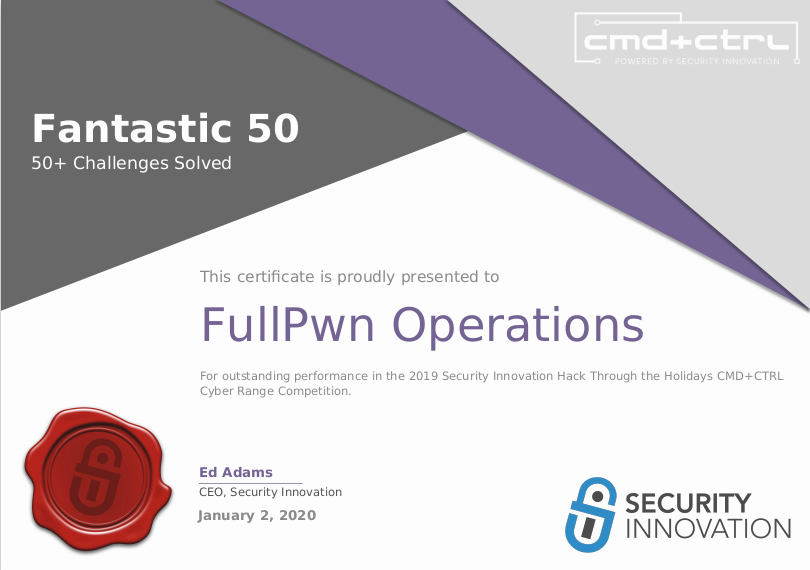 cmd+ctrl
POWERED BY SECURITY INNOVATION
Fantastic 50
50+ Challenges Solved
This certificate is proudly presented to
FullPwn Operations
For outstanding performance in the 2019 Security Innovation Hack Through the Holidays CMD+CTRL
Cyber Range Competition.
Ed Adams
CEO, Security Innovation
January 2, 2020
SECURITY
INNOVATION